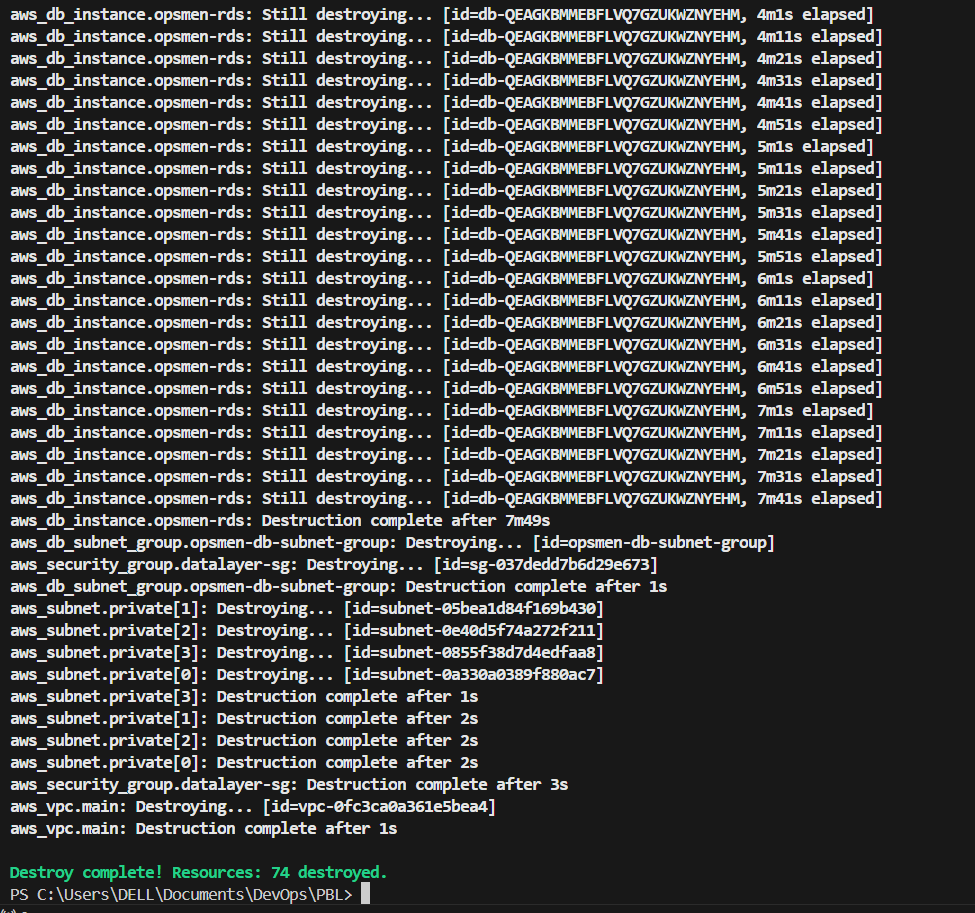 aws_db_instance.opsmen-rds: Still destroying... [id=db-QEAGKBMMEBFLVQ7GZUKWZNYEHM, 4m1s elapsed]
aws_db_instance.opsmen-rds: Still destroying... [id=db-QEAGKBMMEBFLVQ7GZUKWZNYEHM, 4m11s elapsed]
aws_db_instance.opsmen-rds: Still destroying... [id=db-QEAGKBMMEBFLVQ7GZUKWZNYEHM, 4m21s elapsed]
aws_db_instance.opsmen-rds: Still destroying... [id=db-QEAGKBMMEBFLVQ7GZUKWZNYEHM, 4m31s elapsed]
aws_db_instance.opsmen-rds: Still destroying... [id=db-QEAGKBMMEBFLVQ7GZUKWZNYEHM, 4m41s elapsed]
aws_db_instance.opsmen-rds: Still destroying... [id=db-QEAGKBMMEBFLVQ7GZUKWZNYEHM, 4m51s elapsed]
aws_db_instance.opsmen-rds: Still destroying... [id=db-QEAGKBMMEBFLVQ7GZUKWZNYEHM, 5m1s elapsed]
aws_db_instance.opsmen-rds: Still destroying... [id=db-QEAGKBMMEBFLVQ7GZUKWZNYEHM, 5m11s elapsed]
aws_db_instance.opsmen-rds: Still destroying... [id=db-QEAGKBMMEBFLVQ7GZUKWZNYEHM, 5m21s elapsed]
aws_db_instance.opsmen-rds: Still destroying... [id=db-QEAGKBMMEBFLVQ7GZUKWZNYEHM, 5m31s elapsed]
aws_db_instance.opsmen-rds: Still destroying... [id=db-QEAGKBMMEBFLVQ7GZUKWZNYEHM, 5m41s elapsed]
aws_db_instance.opsmen-rds: Still destroying... [id=db-QEAGKBMMEBFLVQ7GZUKWZNYEHM, 5m51s elapsed]
aws_db_instance.opsmen-rds: Still destroying... [id=db-QEAGKBMMEBFLVQ7GZUKWZNYEHM, 6m1s elapsed]
aws_db_instance.opsmen-rds: Still destroying... [id=db-QEAGKBMMEBFLVQ7GZUKWZNYEHM, 6m11s elapsed]
aws_db_instance.opsmen-rds: Still destroying... [id=db-QEAGKBMMEBFLVQ7GZUKWZNYEHM, 6m21s elapsed]
aws_db_instance.opsmen-rds: Still destroying... [id=db-QEAGKBMMEBFLVQ7GZUKWZNYEHM, 6m31s elapsed]
aws_db_instance.opsmen-rds: Still destroying... [id=db-QEAGKBMMEBFLVQ7GZUKWZNYEHM, 6m41s elapsed]
aws_db_instance.opsmen-rds: Still destroying... [id=db-QEAGKBMMEBFLVQ7GZUKWZNYEHM, 6m51s elapsed]
aws_db_instance.opsmen-rds: Still destroying... [id=db-QEAGKBMMEBFLVQ7GZUKWZNYEHM, 7m1s elapsed]
aws_db_instance.opsmen-rds: Still destroying... [id=db-QEAGKBMMEBFLVQ7GZUKWZNYEHM, 7m11s elapsed]
aws_db_instance.opsmen-rds: Still destroying... [id=db-QEAGKBMMEBFLVQ7GZUKWZNYEHM, 7m21s elapsed]
aws_db_instance.opsmen-rds: Still destroying... [id=db-QEAGKBMMEBFLVQ7GZUKWZNYEHM, 7m31s elapsed]
aws_db_instance.opsmen-rds: Still destroying... [id=db-QEAGKBMMEBFLVQ7GZUKWZNYEHM, 7m41s elapsed]
aws_db_instance.opsmen-rds: Destruction complete after 7m49s
aws_db_subnet_group.opsmen-db-subnet-group: Destroying... [id=opsmen-db-subnet-group]
aws_security_group.datalayer-sg: Destroying... [id=sg-037dedd7b6d29e673]
aws_db_subnet_group.opsmen-db-subnet-group: Destruction complete after 1s
aws_subnet.private[1]: Destroying... [id=subnet-05bea1d84f169b430]
aws_subnet.private[2]: Destroying... [id=subnet-0e40d5f74a272f211]
aws_subnet.private[3]: Destroying... [id=subnet-0855f38d7d4edfaa8]
aws_subnet.private[0]: Destroying... [id=subnet-0a330a0389f880ac7]
aws_subnet.private[3]: Destruction complete after 1s
aws_subnet.private[1]: Destruction complete after 2s
aws_subnet.private[2]: Destruction complete after 2s
aws_subnet.private[0]: Destruction complete after 2s
aws_security_group.datalayer-sg: Destruction complete after 3s
aws_vpc.main: Destroying... [id=vpc-0fc3ca0a361e5bea4]
aws_vpc.main: Destruction complete after 1s
Destroy complete! Resources: 74 destroyed.
PS C:\Users\DELL\Documents\DevOps\PBL>